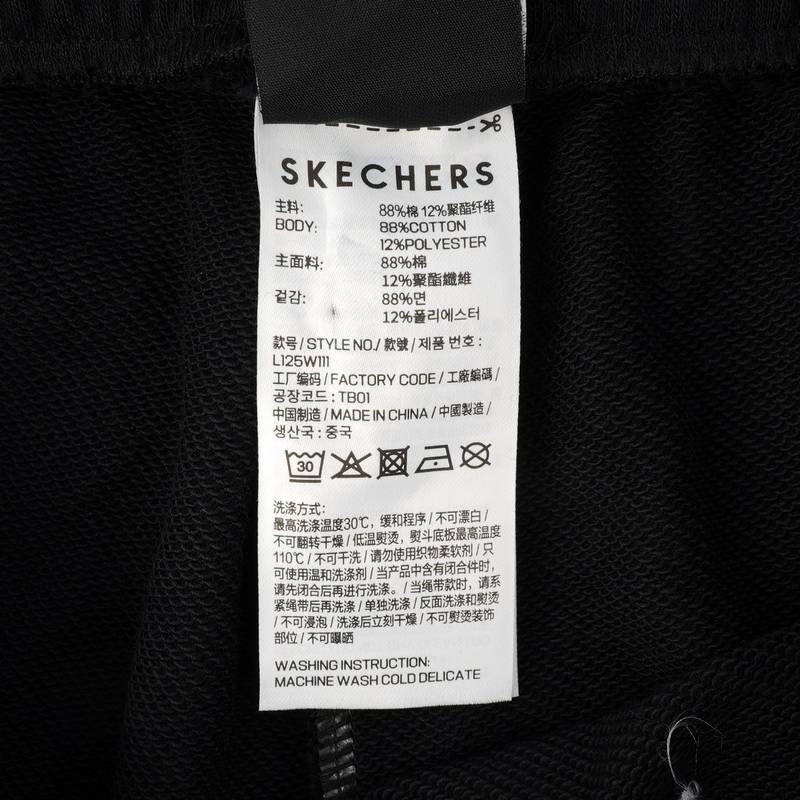 SKECHERS
主料: 88%棉 12%聚酯纤维
BODY: 88%COTTON
12%POLYESTER
主面料: 88%棉
12%聚酯纖維
겉감: 88%면
12%폴리에스터
款号 / STYLE NO./ 款號 / 제품 번호 :
L125W111
工厂编码 / FACTORY CODE / 工廠編碼 /
공장코드 : TB01
中国制造 / MADE IN CHINA / 中國製造 /
생산국 : 중국
30
洗涤方式:
最高洗涤温度30℃，缓和程序 / 不可漂白 /
不可翻转干燥 / 低温熨烫，熨斗底板最高温度
110℃ / 不可干洗 / 请勿使用织物柔软剂 / 只
可使用温和洗涤剂 / 当产品中含有闭合件时，
请先闭合后再进行洗涤。 / 当绳带款时，请系
紧绳带后再洗涤 / 单独洗涤 / 反面洗涤和熨烫
/ 不可浸泡 / 洗涤后立刻干燥 / 不可熨烫装饰
部位 / 不可曝晒
WASHING INSTRUCTION:
MACHINE WASH COLD DELICATE